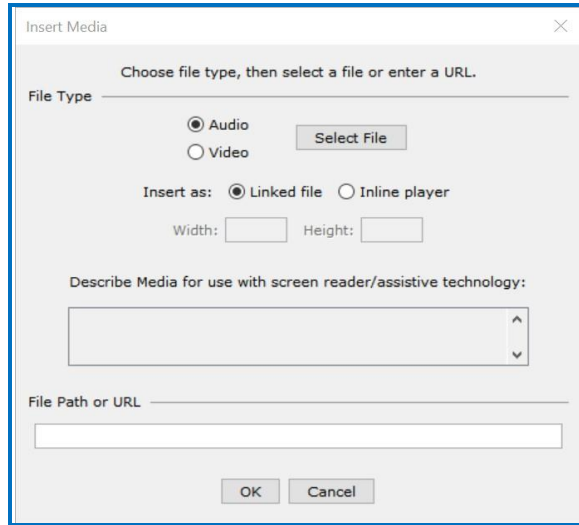 Insert Media
Choose file type, then select a file or enter a URL.
File Type
Audio
Select File
Video
Insert as: Linked file Inline player
Width: Height:
Describe Media for use with screen reader/assistive technology:
File Path or URL
OK Cancel